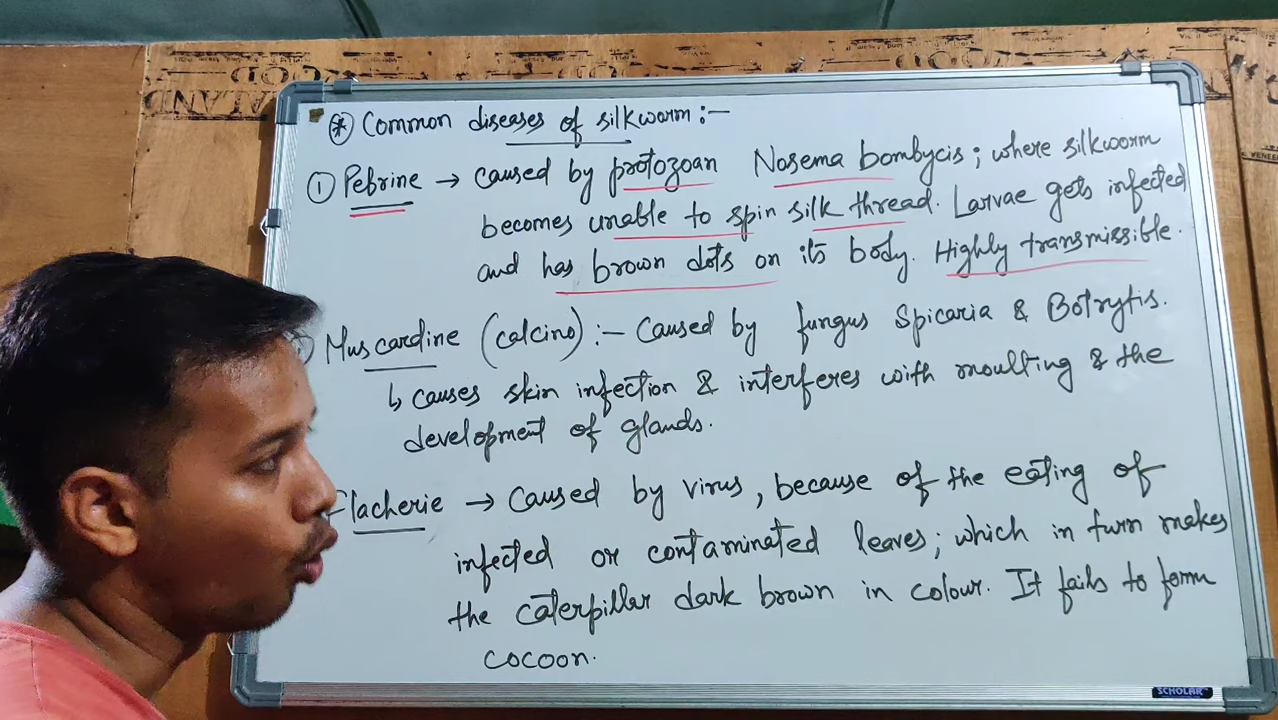 * Common diseases of silkworm :-
① Pebrine → caused by protozoan Nosema bombycis; where silkworm
becomes unable to spin silk thread. Larvae gets infected
and has brown dots on its body. Highly transmissible.
Muscardine (calcino) :- Caused by fungus Spicaria & Botrytis.
↳ causes skin infection & interferes with moulting & the
development of glands.
Flacherie → Caused by virus, because of the eating of
infected or contaminated leaves; which in turn makes
the caterpillar dark brown in colour. It fails to form
cocoon.
SCHOLAR